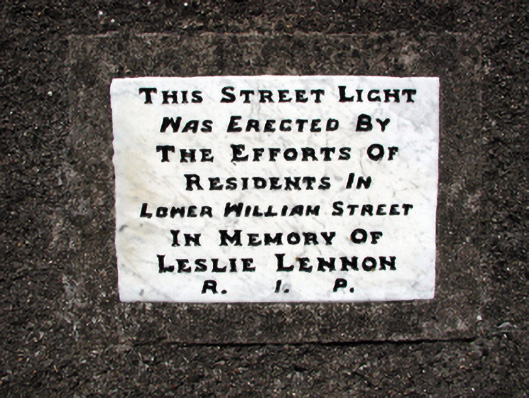 This Street Light
Was Erected By
The Efforts Of
Residents In
Lower William Street
In Memory Of
Leslie Lennon
R. I. P.